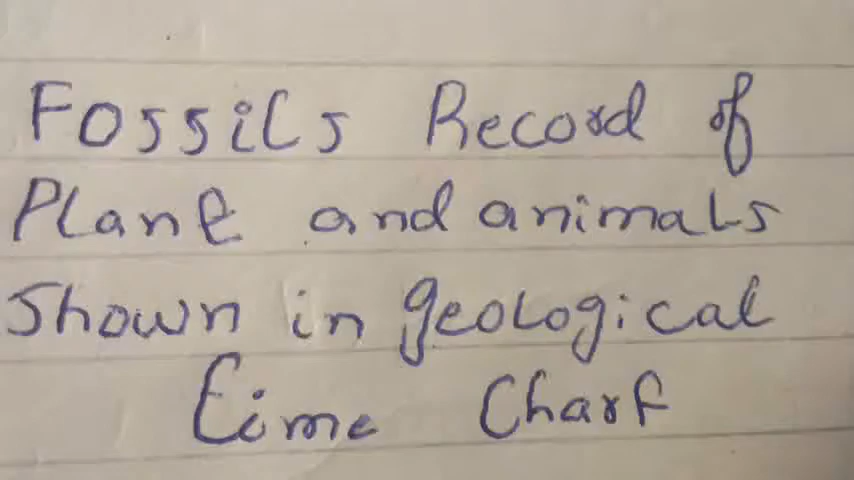 Fossils Record of
Plant and animals
Shown in geological
time Chart